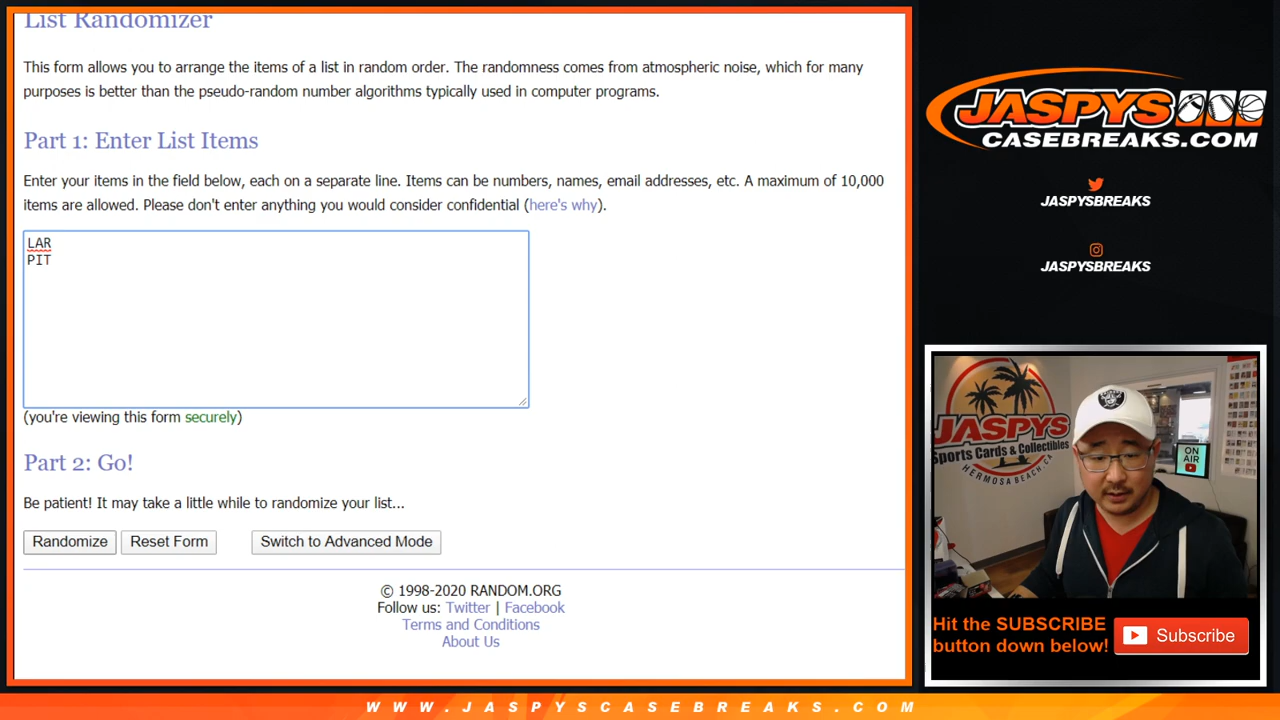 List Randomizer
This form allows you to arrange the items of a list in random order. The randomness comes from atmospheric noise, which for many
purposes is better than the pseudo-random number algorithms typically used in computer programs.
Part 1: Enter List Items
Enter your items in the field below, each on a separate line. Items can be numbers, names, email addresses, etc. A maximum of 10,000
items are allowed. Please don't enter anything you would consider confidential (here's why).
LAR
PIT
(you're viewing this form securely)
Part 2: Go!
Be patient! It may take a little while to randomize your list...
Randomize
Reset Form
Switch to Advanced Mode
© 1998-2020 RANDOM.ORG
Follow us: Twitter | Facebook
Terms and Conditions
About Us
JASPYS
CASEBREAKS.COM
JASPYSBREAKS
JASPYSBREAKS
JASPYS
Sports Cards & Collectibles
HERMOSA BEACH, CA
ON
AIR
Hit the SUBSCRIBE
button down below!
Subscribe
WWW.JASPYSCASEBREAKS.COM